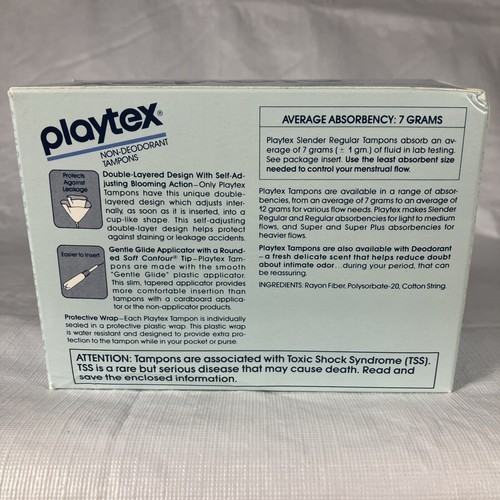 playtex®
NON-DEODORANT
TAMPONS
Protects
Against
Leakage
Double-Layered Design With Self-Ad-
justing Blooming Action–Only Playtex
Tampons have this unique double-
layered design which adjusts inter-
nally, as soon as it is inserted, into a
cup-like shape. This self-adjusting
double-layer design helps protect
against staining or leakage accidents.
Easier to Insert
Gentle Glide Applicator with a Round-
ed Soft Contour® Tip–Playtex Tam-
pons are made with the smooth
"Gentle Glide" plastic applicator.
This slim, tapered applicator provides
more comfortable insertion than
tampons with a cardboard applica-
tor or the non-applicator products.
Protective Wrap–Each Playtex Tampon is individually
sealed in a protective plastic wrap. This plastic wrap
is water resistant and designed to provide extra pro-
tection to the tampon while in your pocket or purse.
AVERAGE ABSORBENCY: 7 GRAMS
Playtex Slender Regular Tampons absorb an av-
erage of 7 grams (± 1 gm.) of fluid in lab testing.
See package insert. Use the least absorbent size
needed to control your menstrual flow.
Playtex Tampons are available in a range of absor-
bencies, from an average of 7 grams to an average of
12 grams for various flow needs. Playtex makes Slender
Regular and Regular absorbencies for light to medium
flows, and Super and Super Plus absorbencies for
heavier flows.
Playtex Tampons are also available with Deodorant
– a fresh delicate scent that helps reduce doubt
about intimate odor...during your period, that can
be reassuring.
INGREDIENTS: Rayon Fiber, Polysorbate-20, Cotton String.
ATTENTION: Tampons are associated with Toxic Shock Syndrome (TSS).
TSS is a rare but serious disease that may cause death. Read and
save the enclosed information.